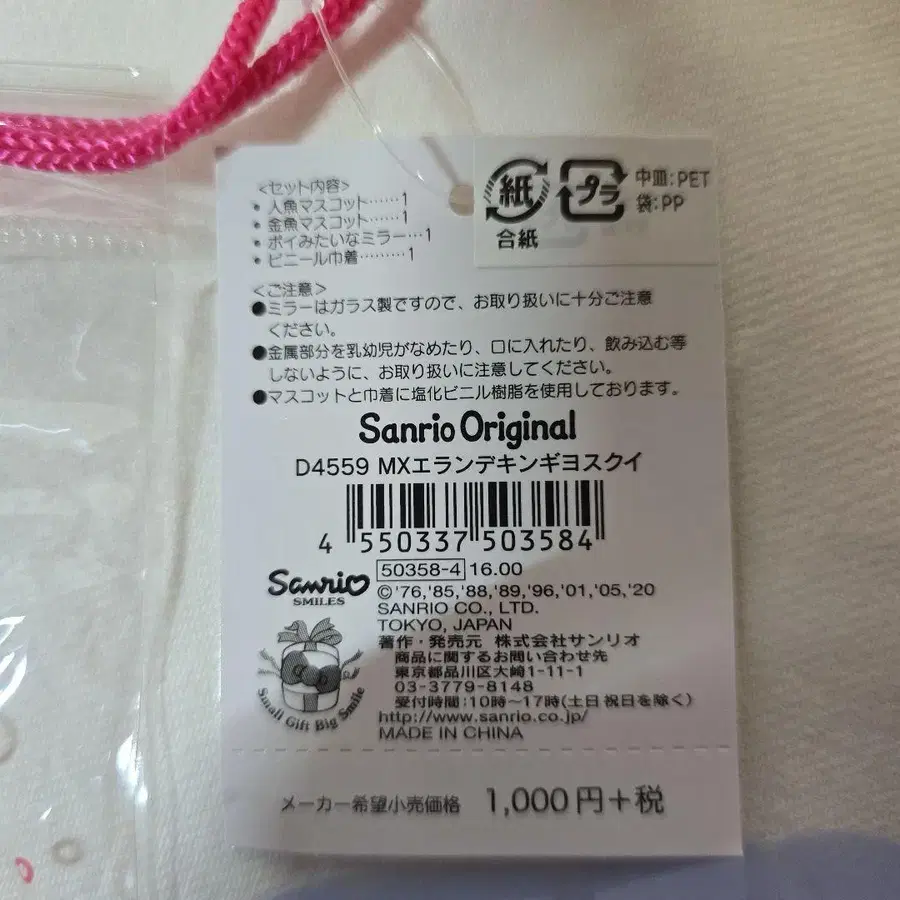 <セット内容>
・人魚マスコット……1
・金魚マスコット……1
・ポイみたいなミラー…1
・ビニール巾着………1
紙
プラ
中皿:PET
袋:PP
合紙
<ご注意>
●ミラーはガラス製ですので、お取り扱いに十分ご注意
ください。
●金属部分を乳幼児がなめたり、口に入れたり、飲み込む等
しないように、お取り扱いに注意してください。
●マスコットと巾着に塩化ビニル樹脂を使用しております。
Sanrio Original
D4559 MXエランデキンギヨスクイ
4 550337 503584
50358-4 16.00
Sanrio
SMILES
©'76,'85,'88,'89,'96,'01,'05,'20
SANRIO CO., LTD.
TOKYO, JAPAN
著作・発売元 株式会社サンリオ
商品に関するお問い合わせ先
東京都品川区大崎1-11-1
03-3779-8148
受付時間:10時〜17時(土日祝日を除く)
http://www.sanrio.co.jp/
MADE IN CHINA
Small Gift Big Smile
メーカー希望小売価格 1,000円+税